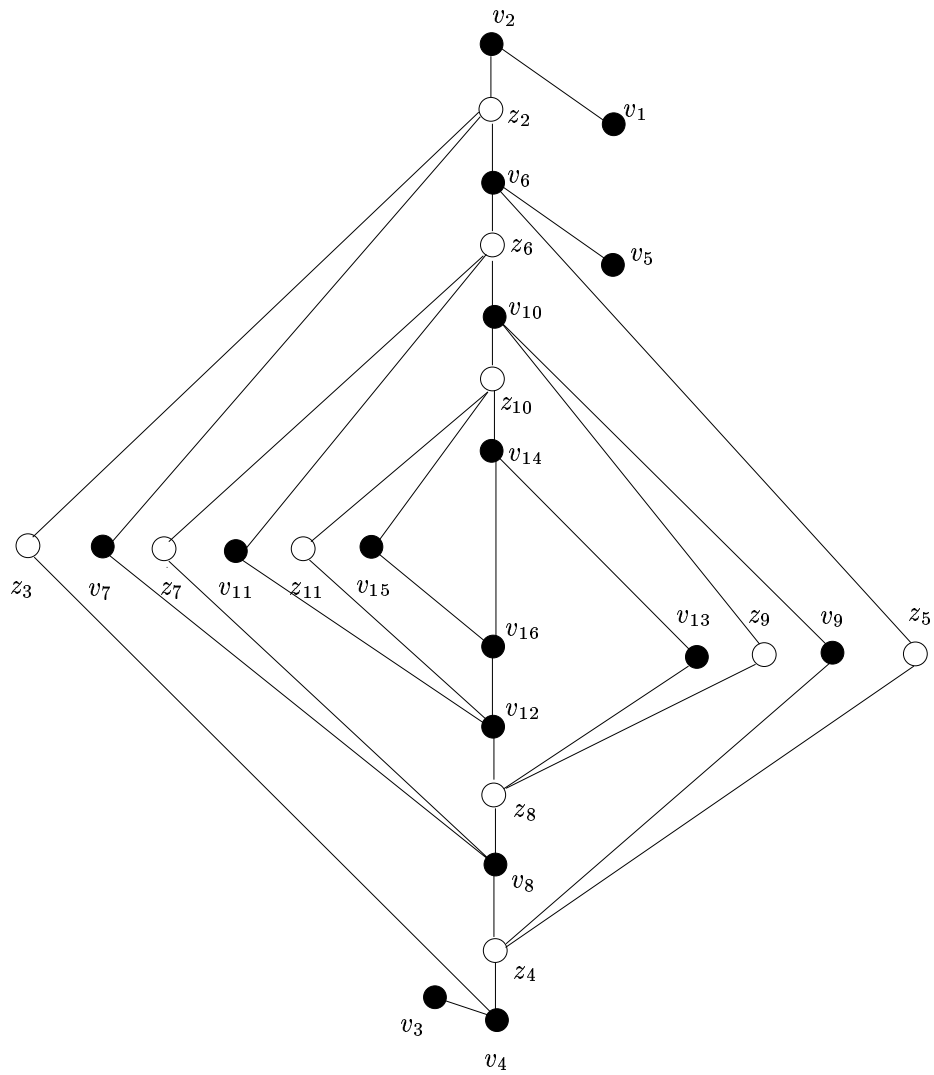 v₂
v₁
z₂
v₆
z₆
v₅
v₁₀
z₁₀
v₁₄
z₃
v₇
z₇
v₁₁
z₁₁
v₁₅
v₁₆
v₁₃
z₉
v₉
z₅
v₁₂
z₈
v₈
z₄
v₃
v₄